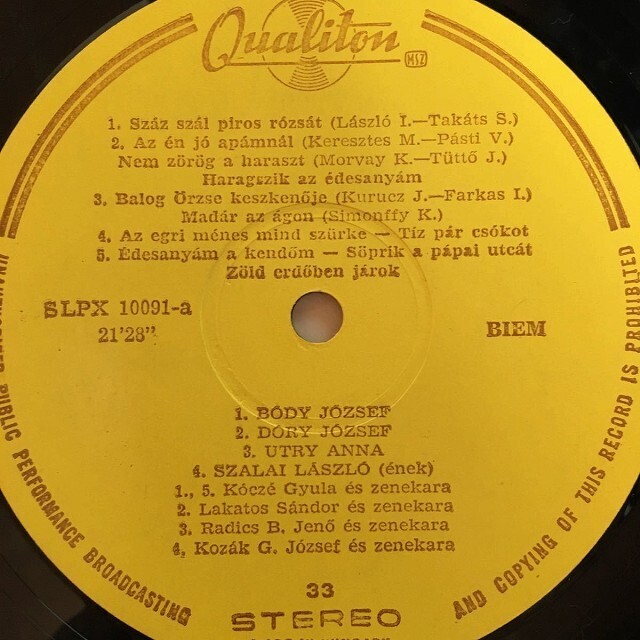 Qualiton
MSZ
1. Száz szál piros rózsát (László I.—Takáts S.)
2. Az én jó apámnál (Keresztes M.—Pásti V.)
Nem zörög a haraszt (Morvay K.—Tüttő J.)
Haragszik az édesanyám
3. Balog Örzse keszkenője (Kurucz J.—Farkas I.)
Madár az ágon (Simonffy K.)
4. Az egri ménes mind szürke — Tíz pár csókot
5. Édesanyám a kendőm — Söprik a pápai utcát
Zöld erdőben járok
SLPX 10091-a
21'28"
BIEM
1. BÓDY JÓZSEF
2. DÓRY JÓZSEF
3. UTRY ANNA
4. SZALAI LÁSZLÓ (ének)
1., 5. Kóczé Gyula és zenekara
2. Lakatos Sándor és zenekara
3. Radics B. Jenő és zenekara
4. Kozák G. József és zenekara
33
STEREO
PUBLIC PERFORMANCE BROADCASTING
AND COPYING OF THIS RECORD IS PROHIBITED